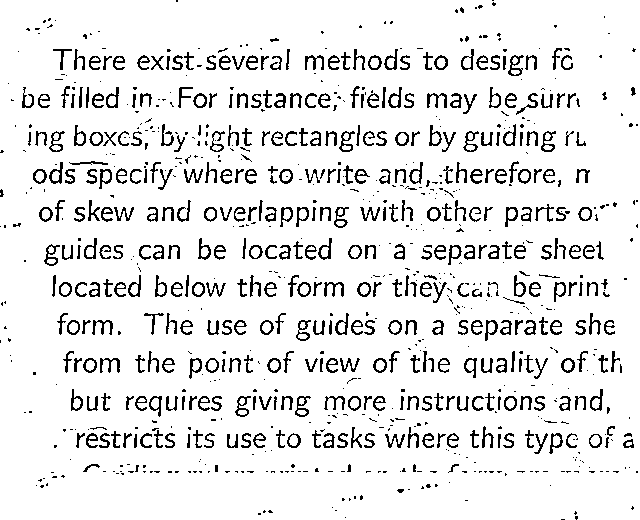 There exist several methods to design
be filled in. For instance, fields may be
ing boxes, by light rectangles or by guiding
ods specify where to write and, therefore,
of skew and overlapping with other parts
guides can be located on a separate sheet
located below the form or they can be print
form. The use of guides on a separate she
from the point of view of the quality of th
but requires giving more instructions and,
restricts its use to tasks where this type of a